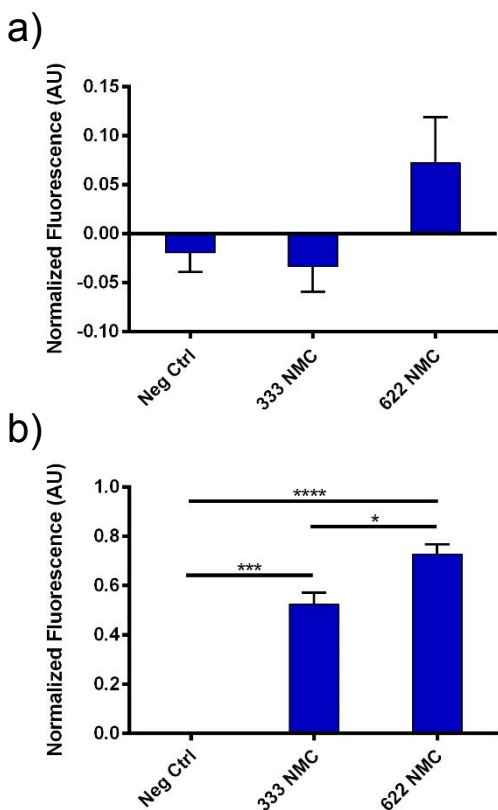 a)
Normalized Fluorescence (AU)
0.15
0.10
0.05
0.00
-0.05
-0.10
Neg Ctrl
333 NMC
622 NMC
b)
Normalized Fluorescence (AU)
1.0
0.8
0.6
0.4
0.2
0.0
****
*
***
Neg Ctrl
333 NMC
622 NMC